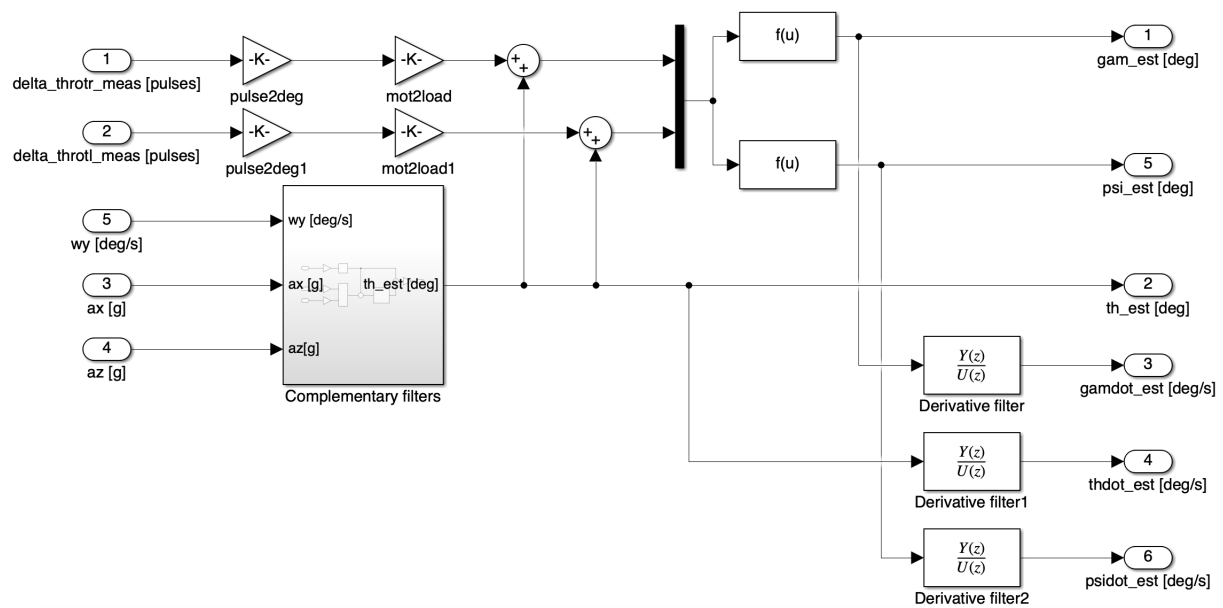 1
delta_throtr_meas [pulses]
-K-
pulse2deg
-K-
mot2load
+
+
f(u)
1
gam_est [deg]
2
delta_throtl_meas [pulses]
-K-
pulse2deg1
-K-
mot2load1
+
+
f(u)
5
psi_est [deg]
5
wy [deg/s]
3
ax [g]
4
az [g]
wy [deg/s]
ax [g]
th_est [deg]
az[g]
Complementary filters
2
th_est [deg]
Y(z)
U(z)
Derivative filter
3
gamdot_est [deg/s]
Y(z)
U(z)
Derivative filter1
4
thdot_est [deg/s]
Y(z)
U(z)
Derivative filter2
6
psidot_est [deg/s]